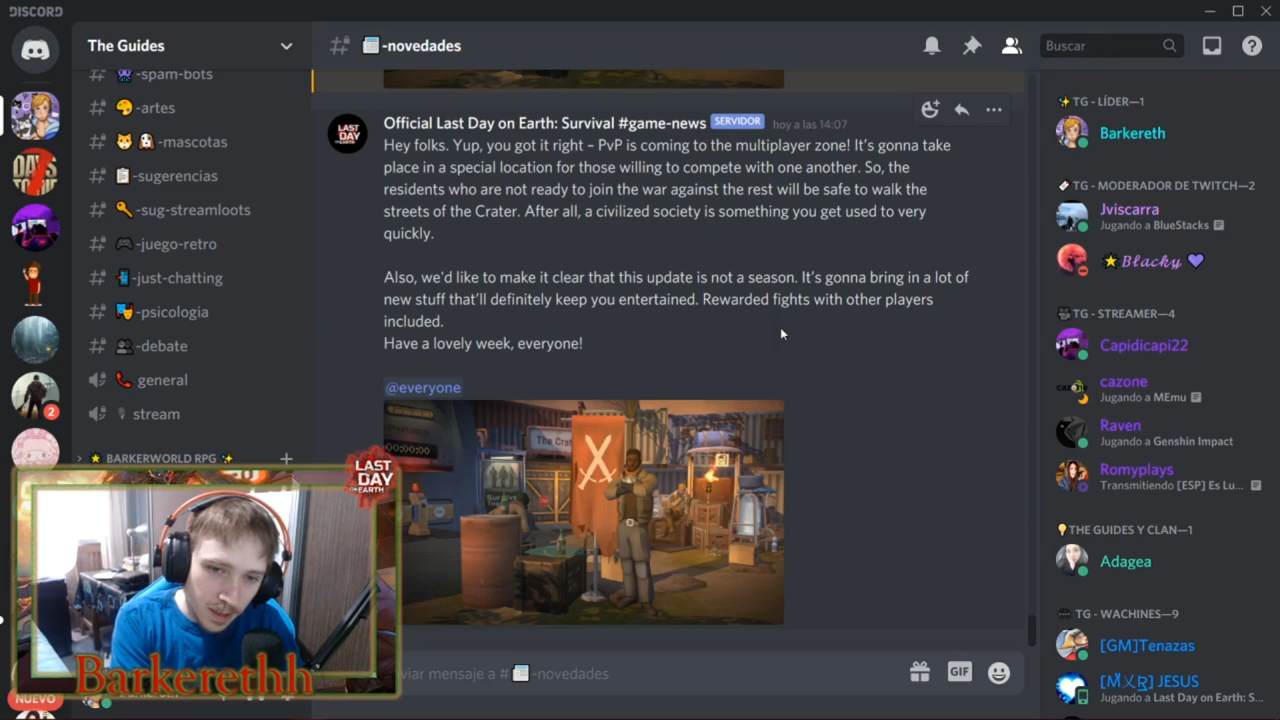 DISCORD
The Guides
-novedades
Buscar
-spam-bots
-artes
-mascotas
-sugerencias
-sug-streamloots
-juego-retro
-just-chatting
-psicologia
-debate
general
stream
BARKERWORLD RPG
2
NUEVO
Official Last Day on Earth: Survival #game-news SERVIDOR hoy a las 14:07
Hey folks. Yup, you got it right – PvP is coming to the multiplayer zone! It's gonna take
place in a special location for those willing to compete with one another. So, the
residents who are not ready to join the war against the rest will be safe to walk the
streets of the Crater. After all, a civilized society is something you get used to very
quickly.
Also, we'd like to make it clear that this update is not a season. It's gonna bring in a lot of
new stuff that'll definitely keep you entertained. Rewarded fights with other players
included.
Have a lovely week, everyone!
@everyone
00:00:00
The Crat
Survive
LAST
DAY
ON EARTH
Barkerethh
viar mensaje a # -novedades
GIF
TG - LÍDER—1
Barkereth
TG - MODERADOR DE TWITCH—2
Jviscarra
Jugando a BlueStacks
Blacky
TG - STREAMER—4
Capidicapi22
cazone
Jugando a MEmu
Raven
Jugando a Genshin Impact
Romyplays
Transmitiendo [ESP] Es Lu...
THE GUIDES Y CLAN—1
Adagea
TG - WACHINES—9
[GM]Tenazas
JESUS
Jugando a Last Day on Earth: S...